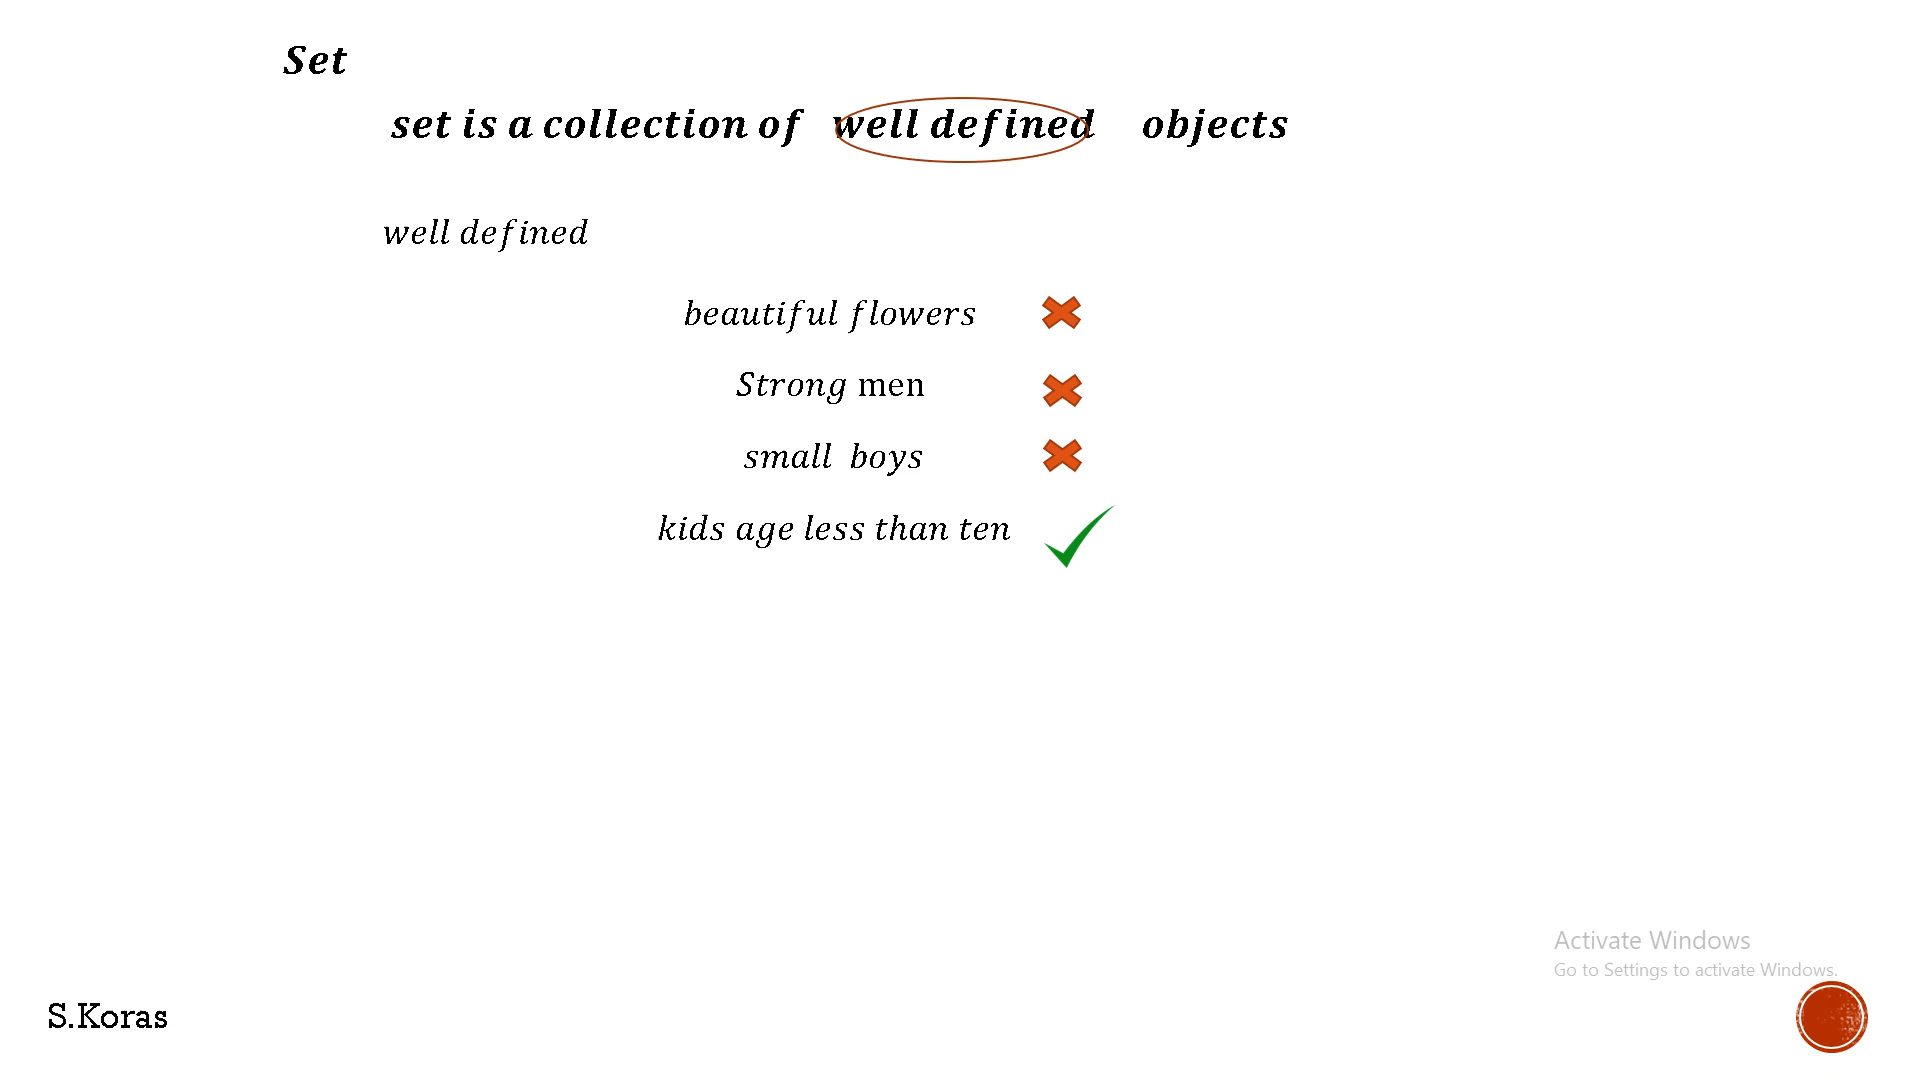 Set
set is a collection of well defined objects
well defined
beautiful flowers
Strong men
small boys
kids age less than ten
Activate Windows
Go to Settings to activate Windows.
S.Koras